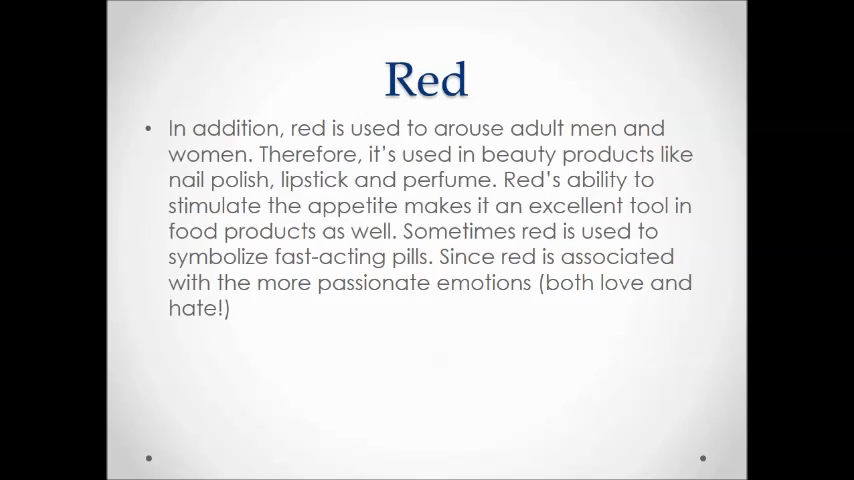 Red
• In addition, red is used to arouse adult men and
women. Therefore, it’s used in beauty products like
nail polish, lipstick and perfume. Red’s ability to
stimulate the appetite makes it an excellent tool in
food products as well. Sometimes red is used to
symbolize fast-acting pills. Since red is associated
with the more passionate emotions (both love and
hate!)